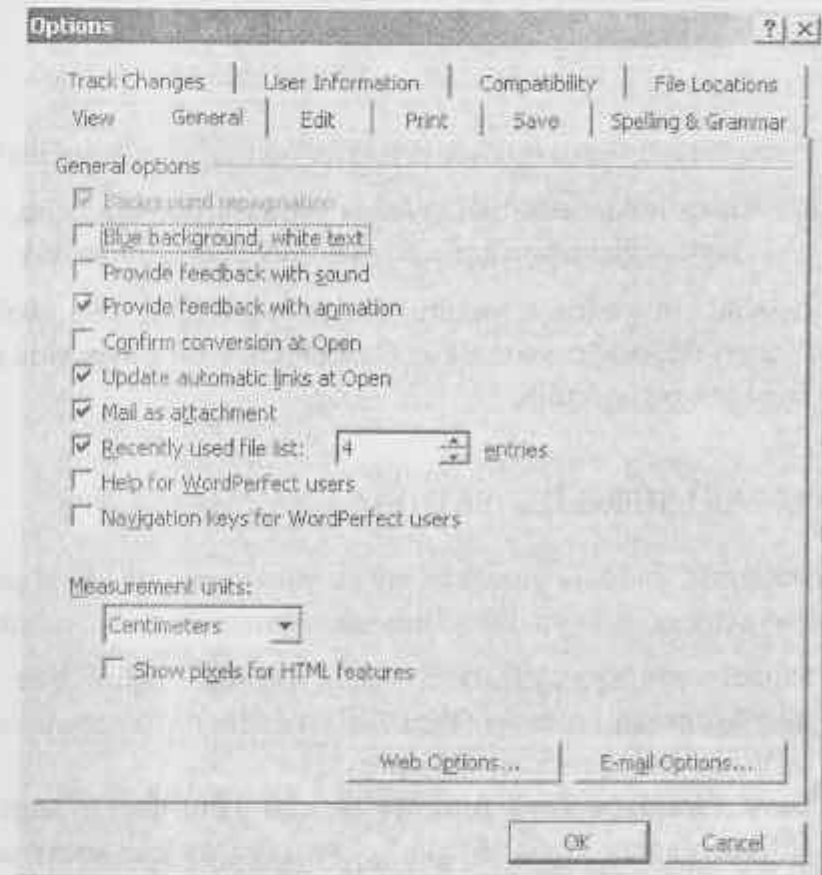 Options
Track Changes User Information Compatibility File Locations
View General Edit Print Save Spelling & Grammar
General options
Background repagination
Blue background, white text
Provide feedback with sound
Provide feedback with animation
Confirm conversion at Open
Update automatic links at Open
Mail as attachment
Recently used file list: 4 entries
Help for WordPerfect users
Navigation keys for WordPerfect users
Measurement units:
Centimeters
Show pixels for HTML features
Web Options... E-mail Options...
OK Cancel